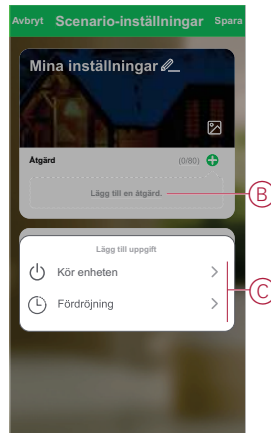 Avbryt Scenario-inställningar Spara
Mina inställningar
Åtgärd (0/80)
Lägg till en åtgärd.
B
Lägg till uppgift
Kör enheten
C
Fördröjning